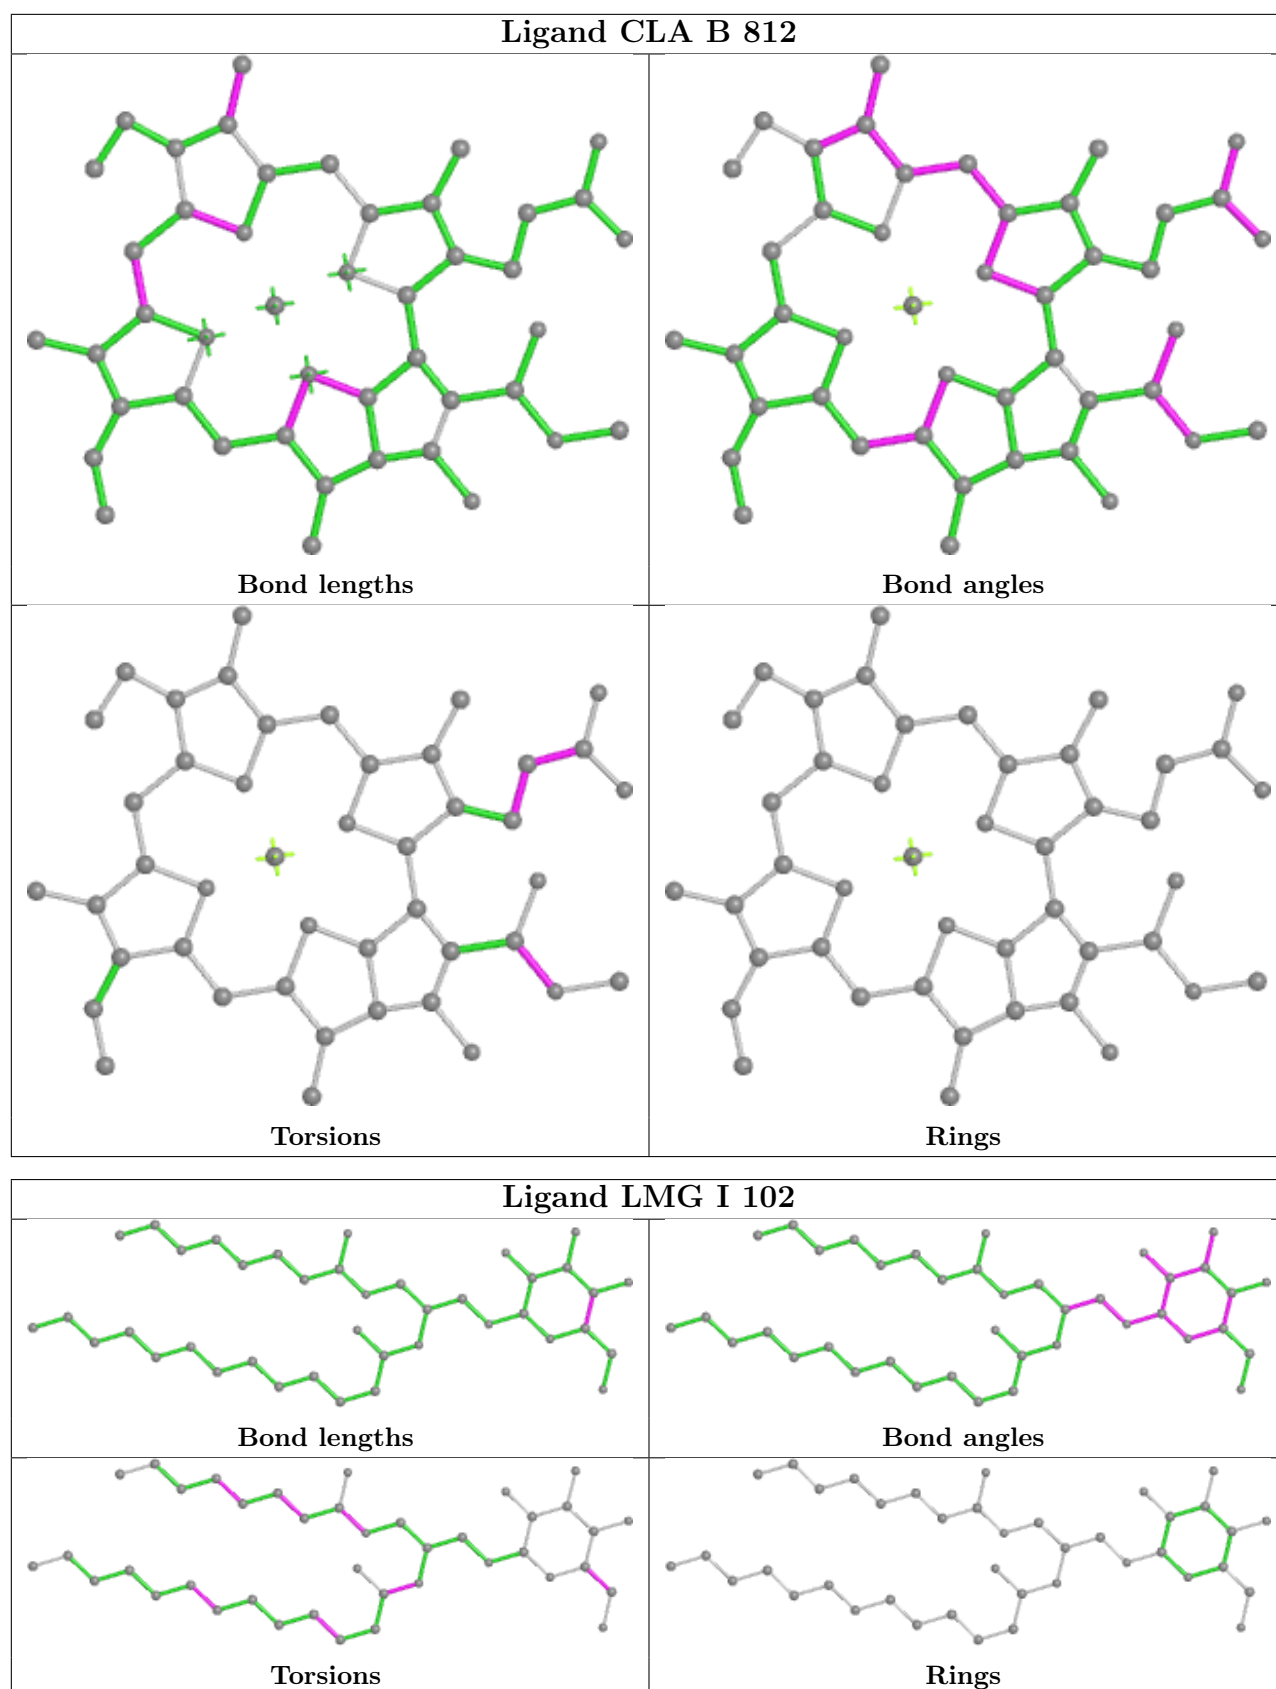 Ligand CLA B 812
Bond lengths
Bond angles
Torsions
Rings
Ligand LMG I 102
Bond lengths
Bond angles
Torsions
Rings